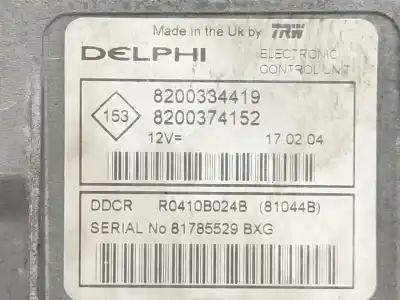 Made in the Uk by TRW
DELPHI
ELECTRONIC
CONTROL UNIT
153
8200334419
8200374152
12V=
17.02.04
DDCR R0410B024B (81044B)
SERIAL No 81785529 BXG